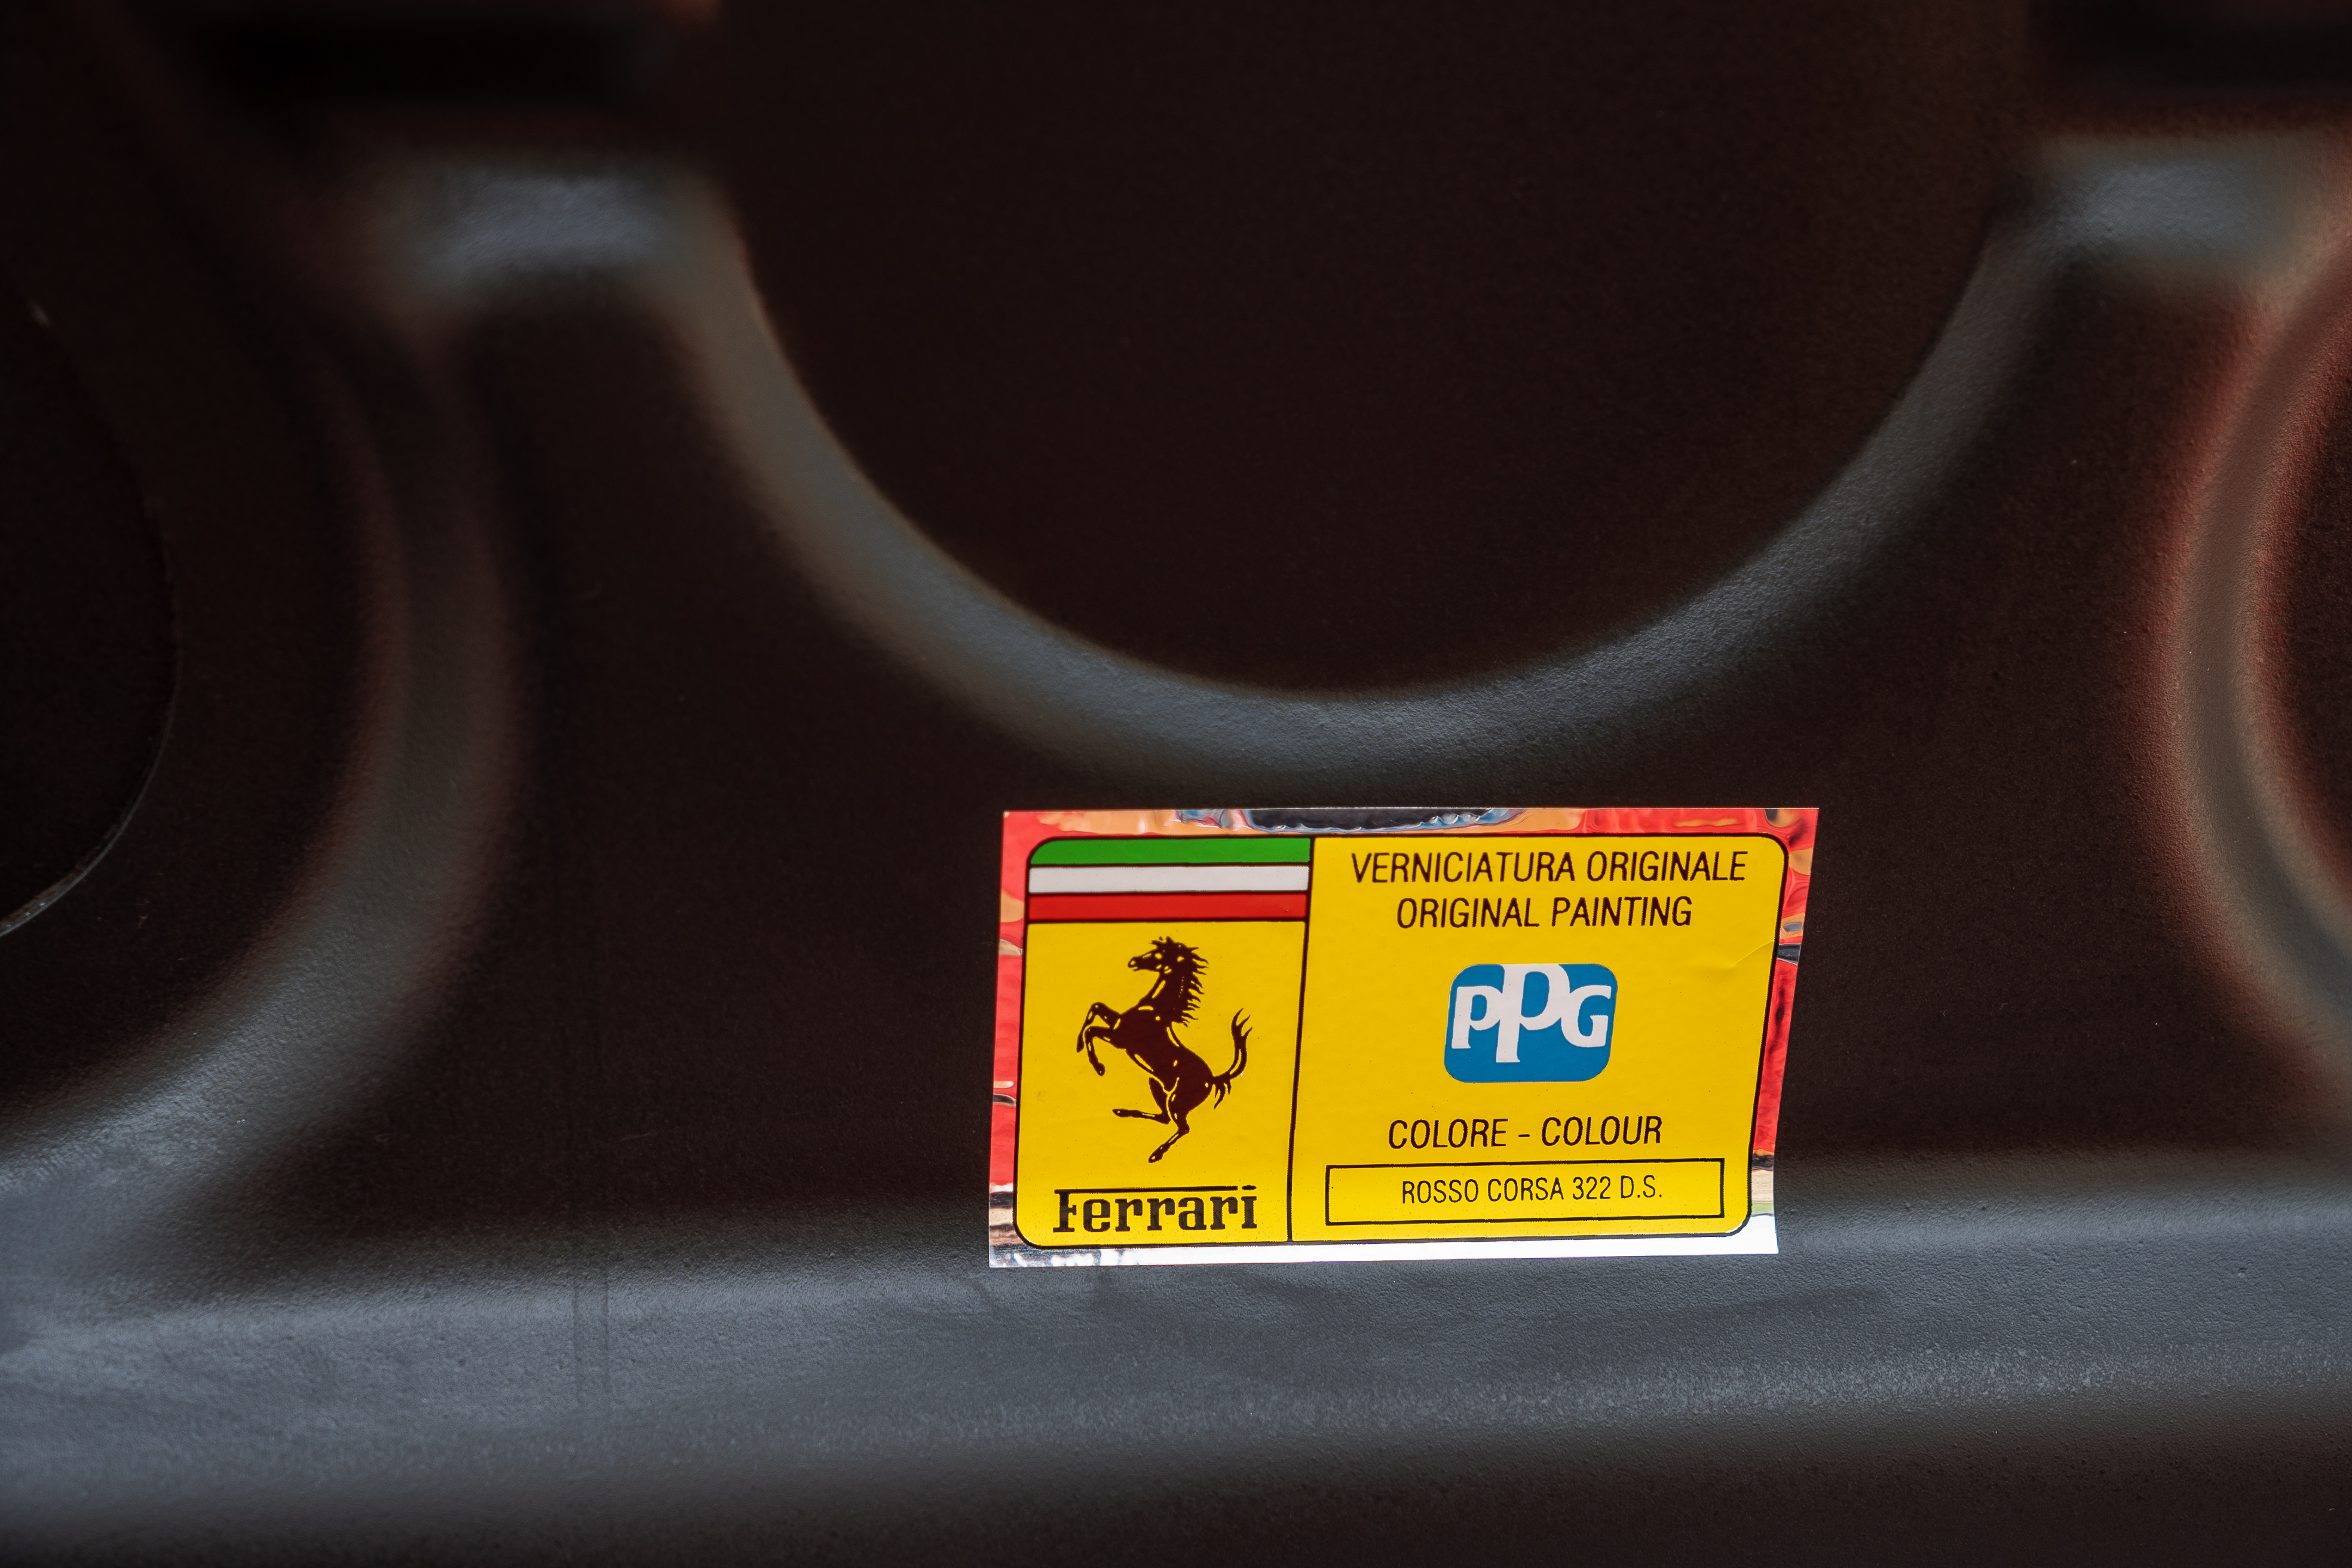 VERNICIATURA ORIGINALE
ORIGINAL PAINTING
PPG
COLORE - COLOUR
ROSSO CORSA 322 D.S.
Ferrari